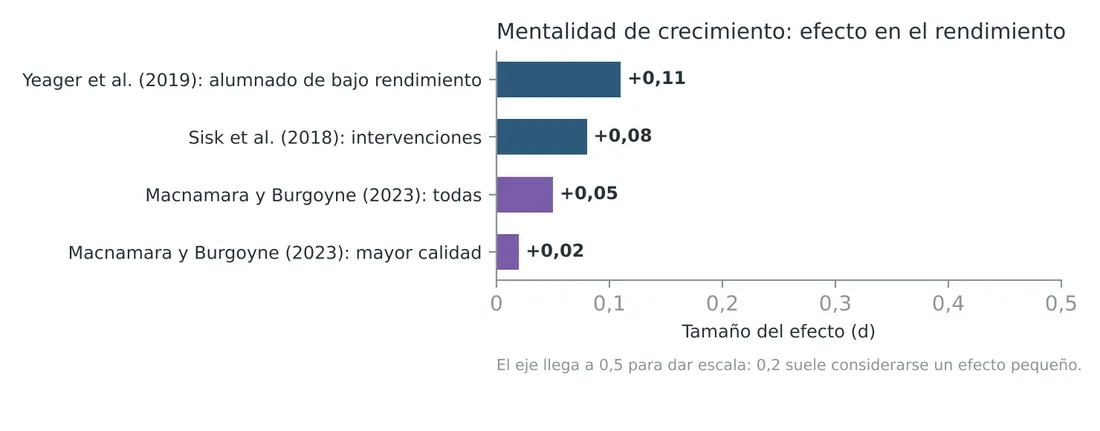 Mentalidad de crecimiento: efecto en el rendimiento
Yeager et al. (2019): alumnado de bajo rendimiento +0,11
Sisk et al. (2018): intervenciones +0,08
Macnamara y Burgoyne (2023): todas +0,05
Macnamara y Burgoyne (2023): mayor calidad +0,02
0 0,1 0,2 0,3 0,4 0,5
Tamaño del efecto (d)
El eje llega a 0,5 para dar escala: 0,2 suele considerarse un efecto pequeño.